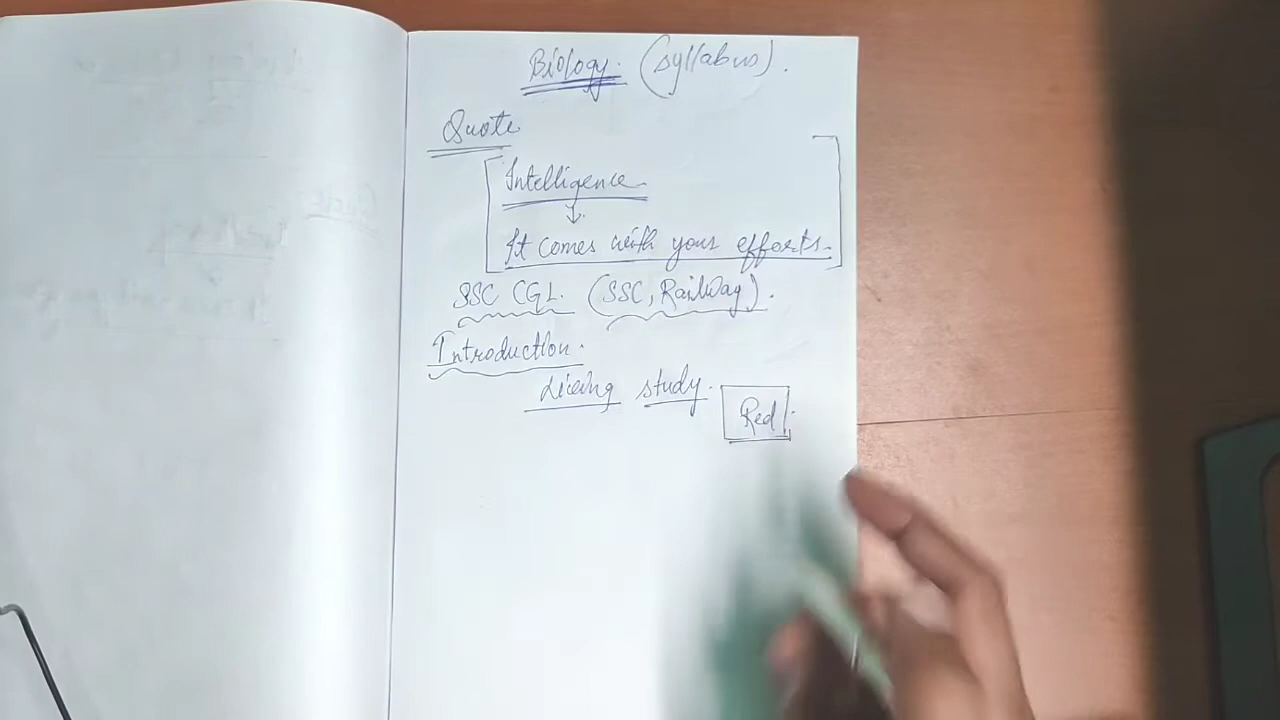 Biology. (Syllabus).
Quote
Intelligence
↓
It comes with your efforts.
SSC CGL. (SSC, Railway).
Introduction.
Living study.
Red